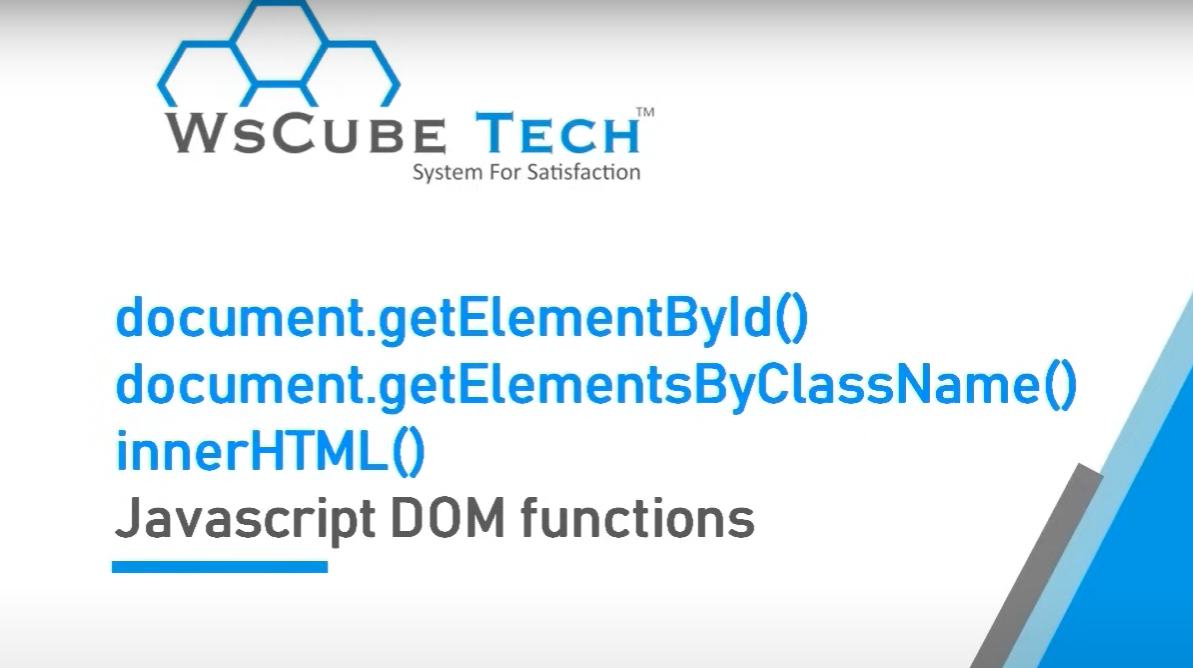 WsCube Tech™
System For Satisfaction
document.getElementById()
document.getElementsByClassName()
innerHTML()
Javascript DOM functions